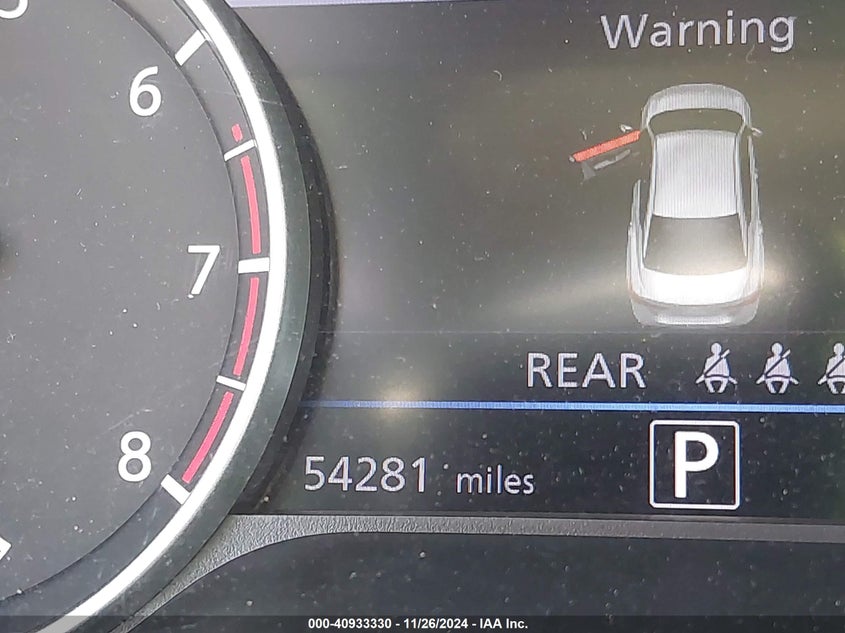 Warning
6
7
8
REAR
54281 miles
P
000-40933330 - 11/26/2024 - IAA Inc.